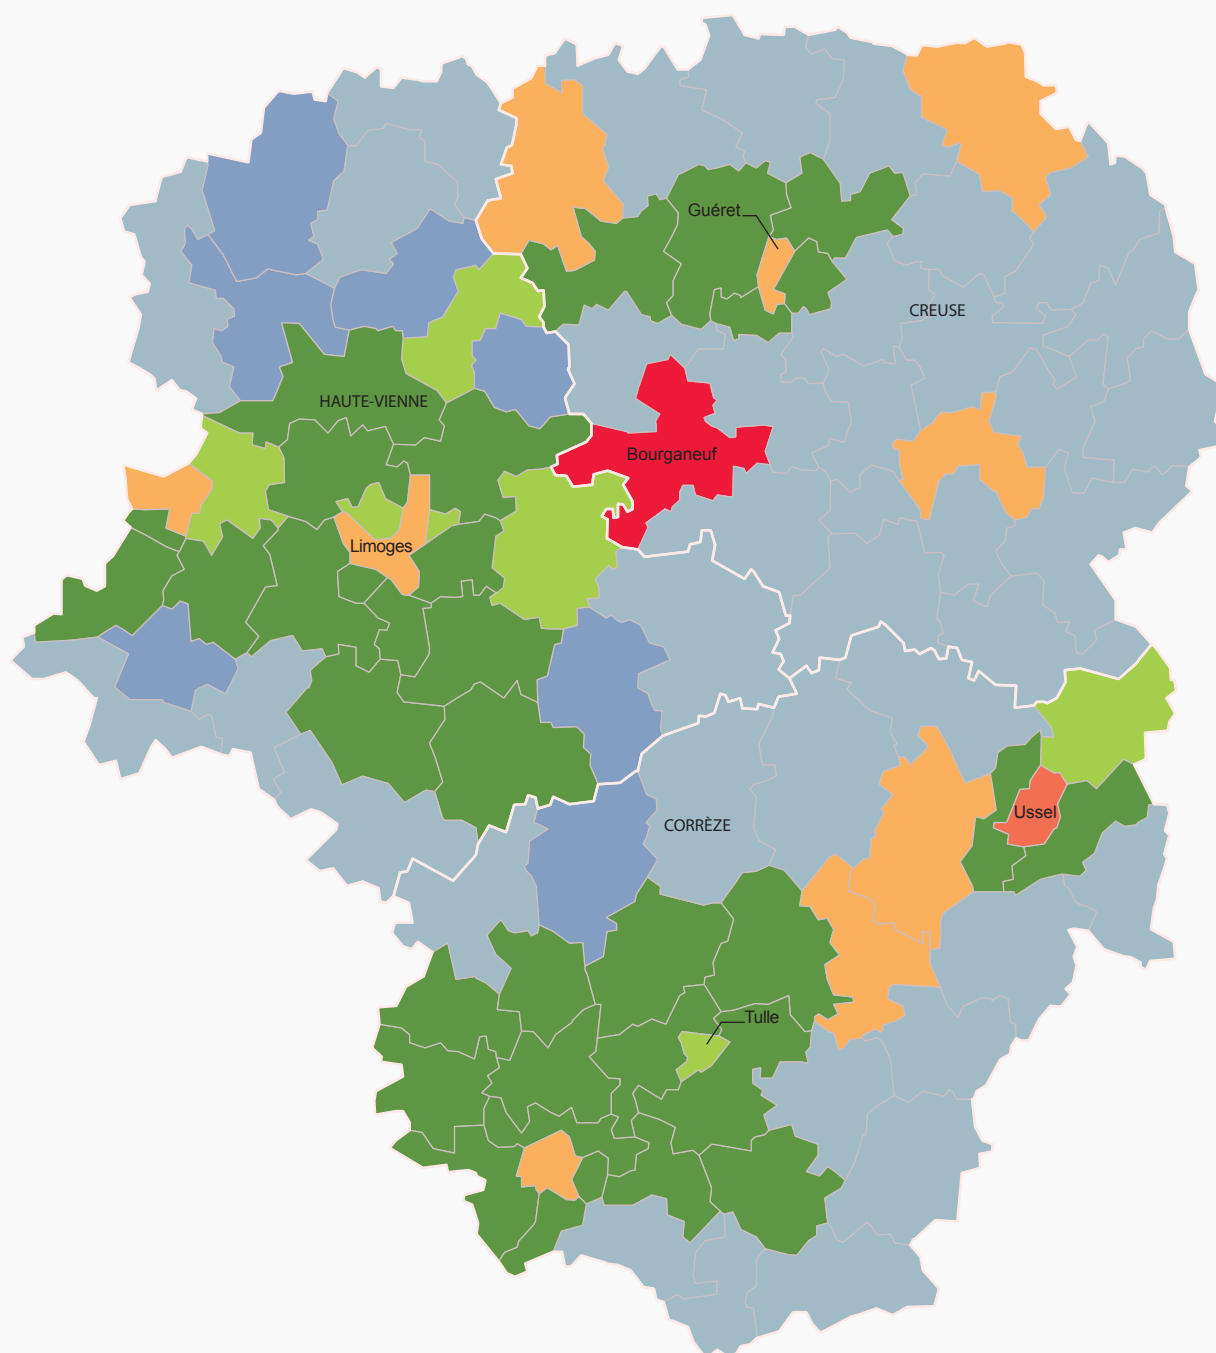 Guéret
CREUSE
HAUTE-VIENNE
Bourganeuf
Limoges
Ussel
CORRÈZE
Tulle